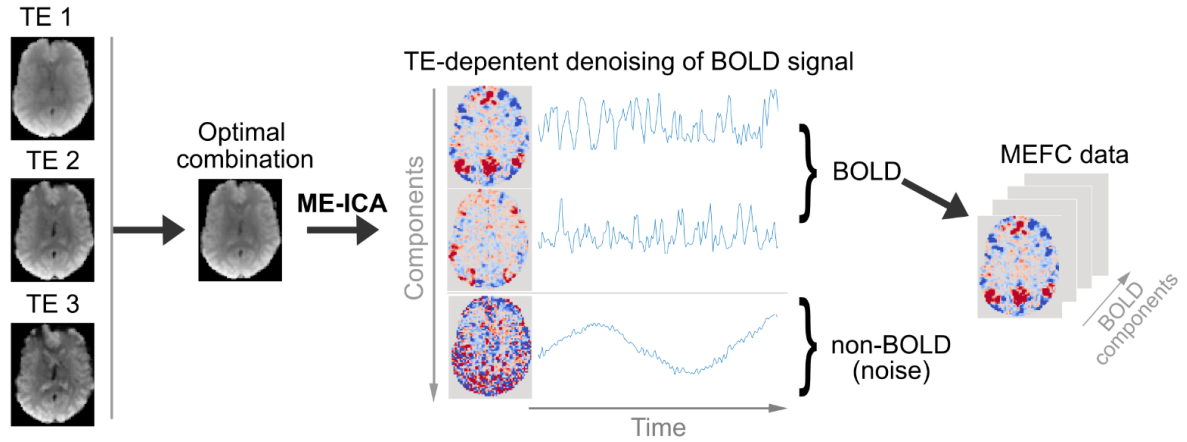 TE 1
TE 2
TE 3
Optimal
combination
ME-ICA
TE-depentent denoising of BOLD signal
Components
Time
BOLD
non-BOLD
(noise)
MEFC data
BOLD
components